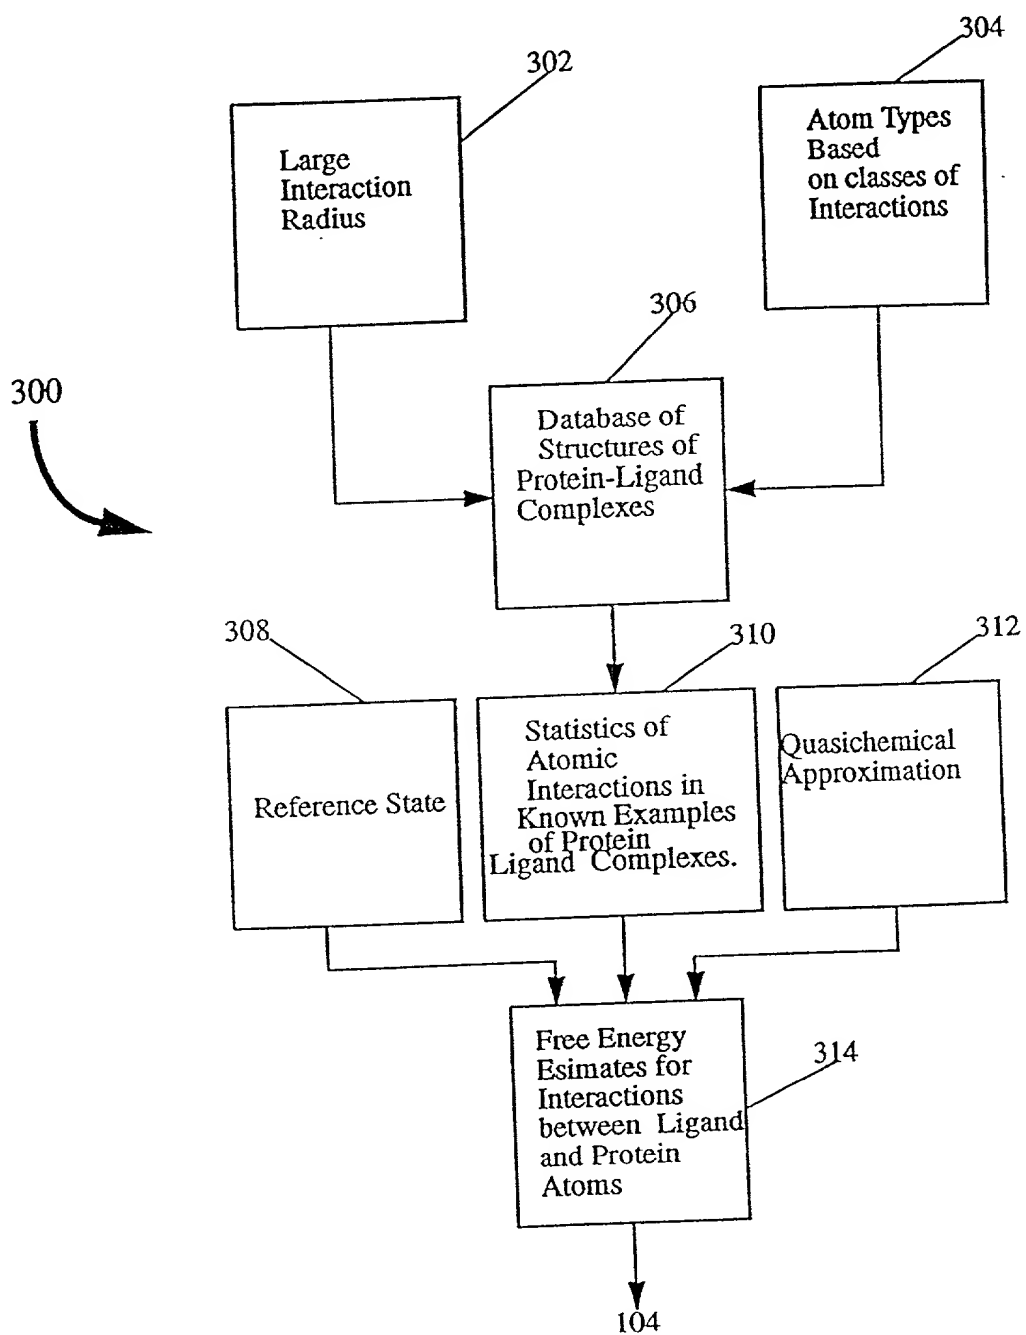 304
302
Large
Interaction
Radius
Atom Types
Based
on classes of
Interactions
306
300
Database of
Structures of
Protein-Ligand
Complexes
308
310
312
Reference State
Statistics of
Atomic
Interactions in
Known Examples
of Protein
Ligand Complexes.
Quasichemical
Approximation
Free Energy
Esimates for
Interactions
between Ligand
and Protein
Atoms
314
104